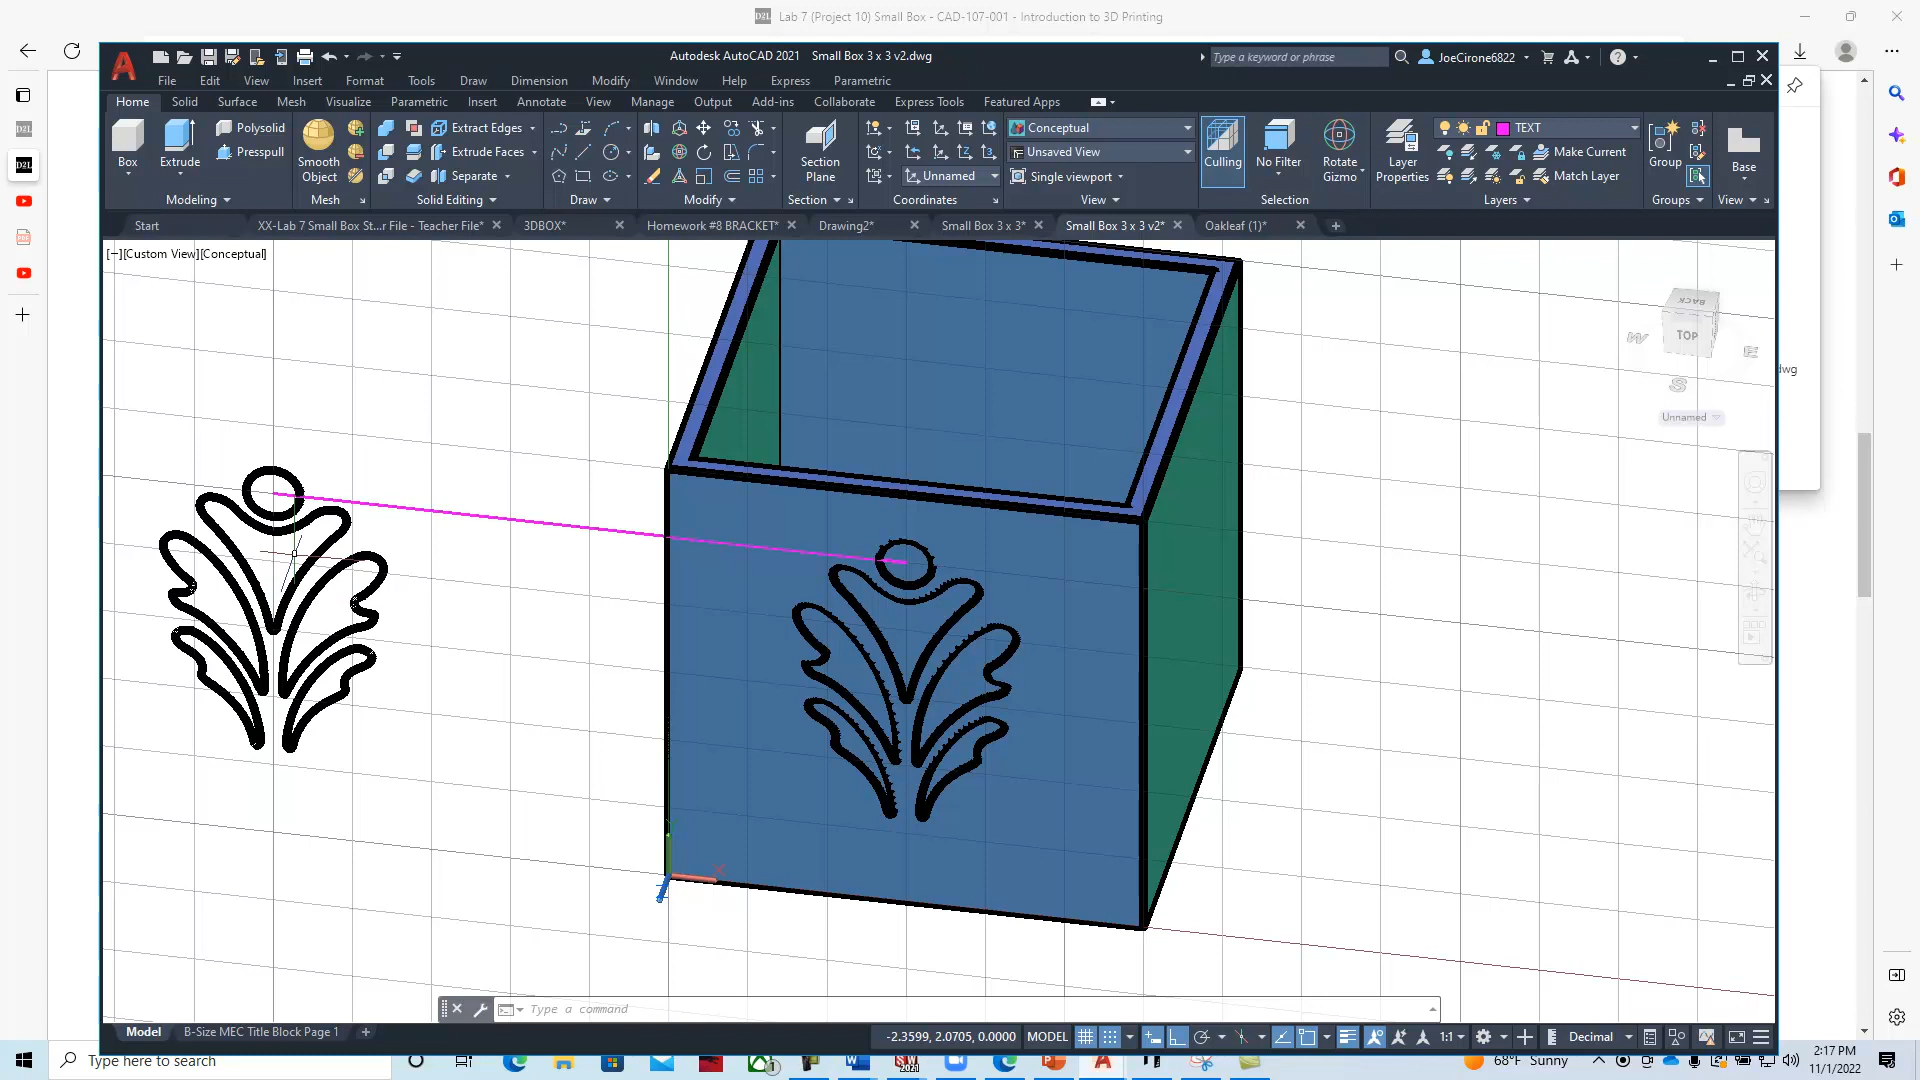 D2L Lab 7 (Project 10) Small Box - CAD-107-001 - Introduction to 3D Printing
Autodesk AutoCAD 2021 Small Box 3 x 3 v2.dwg
Type a keyword or phrase
JoeCirone6822
File Edit View Insert Format Tools Draw Dimension Modify Window Help Express Parametric
Home Solid Surface Mesh Visualize Parametric Insert Annotate View Manage Output Add-ins Collaborate Express Tools Featured Apps
Box
Extrude
Polysolid
Presspull
Modeling
Smooth
Object
Mesh
Extract Edges
Extrude Faces
Separate
Solid Editing
Draw
Modify
Section
Plane
Section
Unnamed
Coordinates
Conceptual
Unsaved View
Single viewport
View
Culling
No Filter
Rotate
Gizmo
Selection
Layer
Properties
TEXT
Make Current
Match Layer
Layers
Group
Groups
Base
View
Start XX-Lab 7 Small Box St...r File - Teacher File* 3DBOX* Homework #8 BRACKET* Drawing2* Small Box 3 x 3* Small Box 3 x 3 v2* Oakleaf (1)*
[−][Custom View][Conceptual]
BACK
TOP
W
E
S
Unnamed
dwg
Y
X
Type a command
Model B-Size MEC Title Block Page 1
-2.3599, 2.0705, 0.0000 MODEL
1:1
Decimal
Type here to search
68°F Sunny
2:17 PM
11/1/2022